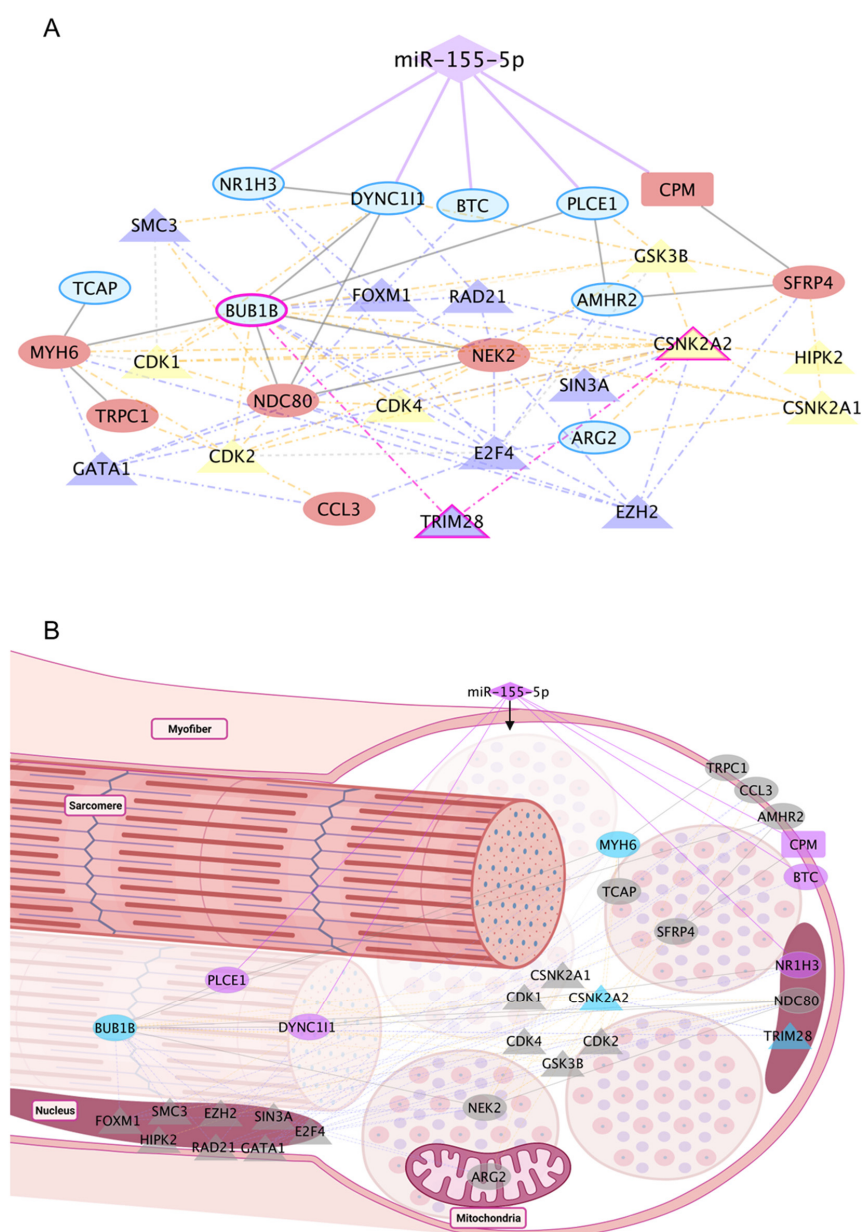 A
miR-155-5p
NR1H3
DYNC1I1
BTC
PLCE1
CPM
SMC3
GSK3B
TCAP
FOXM1
RAD21
AMHR2
SFRP4
BUB1B
MYH6
CDK1
NEK2
CSNK2A2
HIPK2
NDC80
CDK4
SIN3A
CSNK2A1
TRPC1
GATA1
CDK2
E2F4
ARG2
CCL3
TRIM28
EZH2
B
miR-155-5p
Myofiber
TRPC1
CCL3
Sarcomere
AMHR2
MYH6
CPM
BTC
TCAP
SFRP4
NR1H3
PLCE1
CSNK2A1
CDK1
CSNK2A2
NDC80
BUB1B
DYNC1I1
TRIM28
CDK4
CDK2
GSK3B
Nucleus
FOXM1
SMC3
EZH2
SIN3A
E2F4
NEK2
HIPK2
RAD21
GATA1
ARG2
Mitochondria